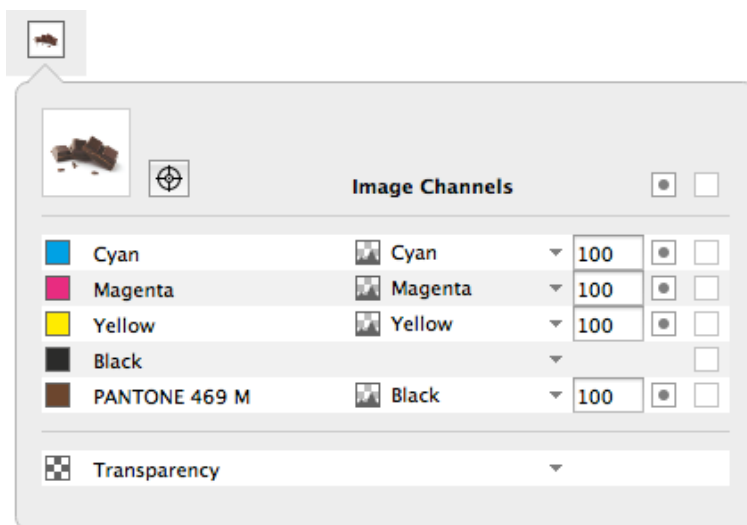 Image Channels
Cyan Cyan 100
Magenta Magenta 100
Yellow Yellow 100
Black
PANTONE 469 M Black 100
Transparency